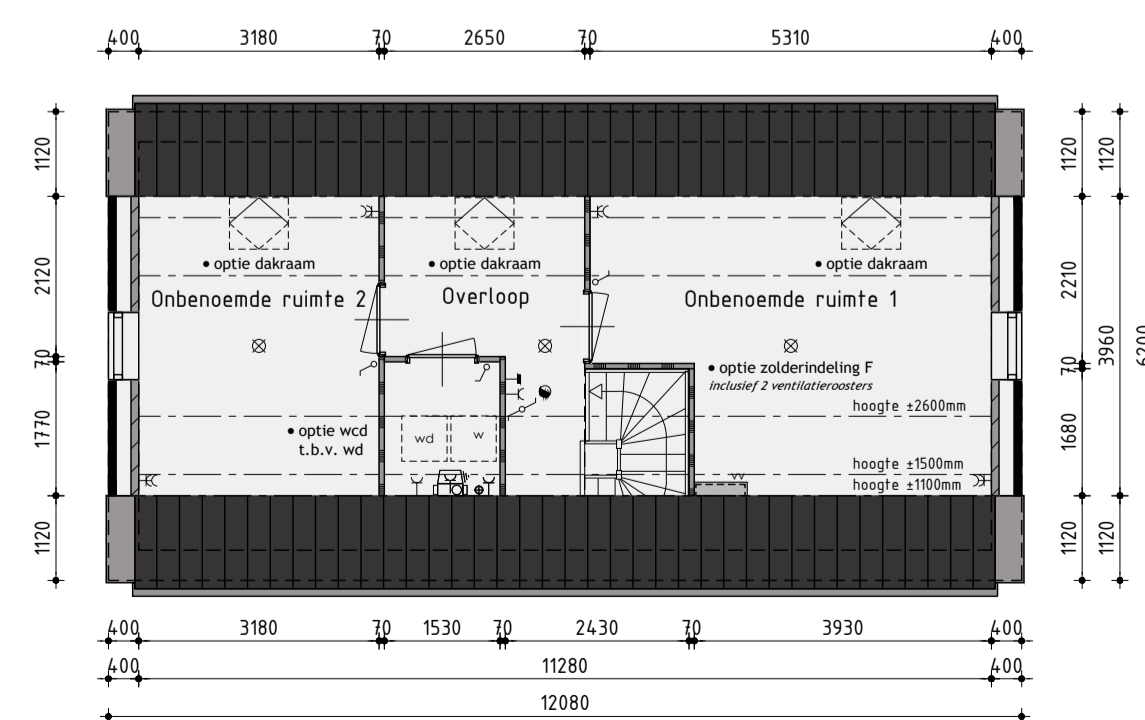 400 3180 70 2650 70 5310 400
1120
2120
70
1770
1120
1120 1120
2210
70
3960
6200
1680
1120 1120
• optie dakraam • optie dakraam • optie dakraam
Onbenoemde ruimte 2 Overloop Onbenoemde ruimte 1
• optie zolderindeling F
inclusief 2 ventilatieroosters
hoogte ±2600mm
• optie wcd
t.b.v. wd
wd w
hoogte ±1500mm
hoogte ±1100mm
400 3180 70 1530 70 2430 70 3930 400
400 11280 400
12080